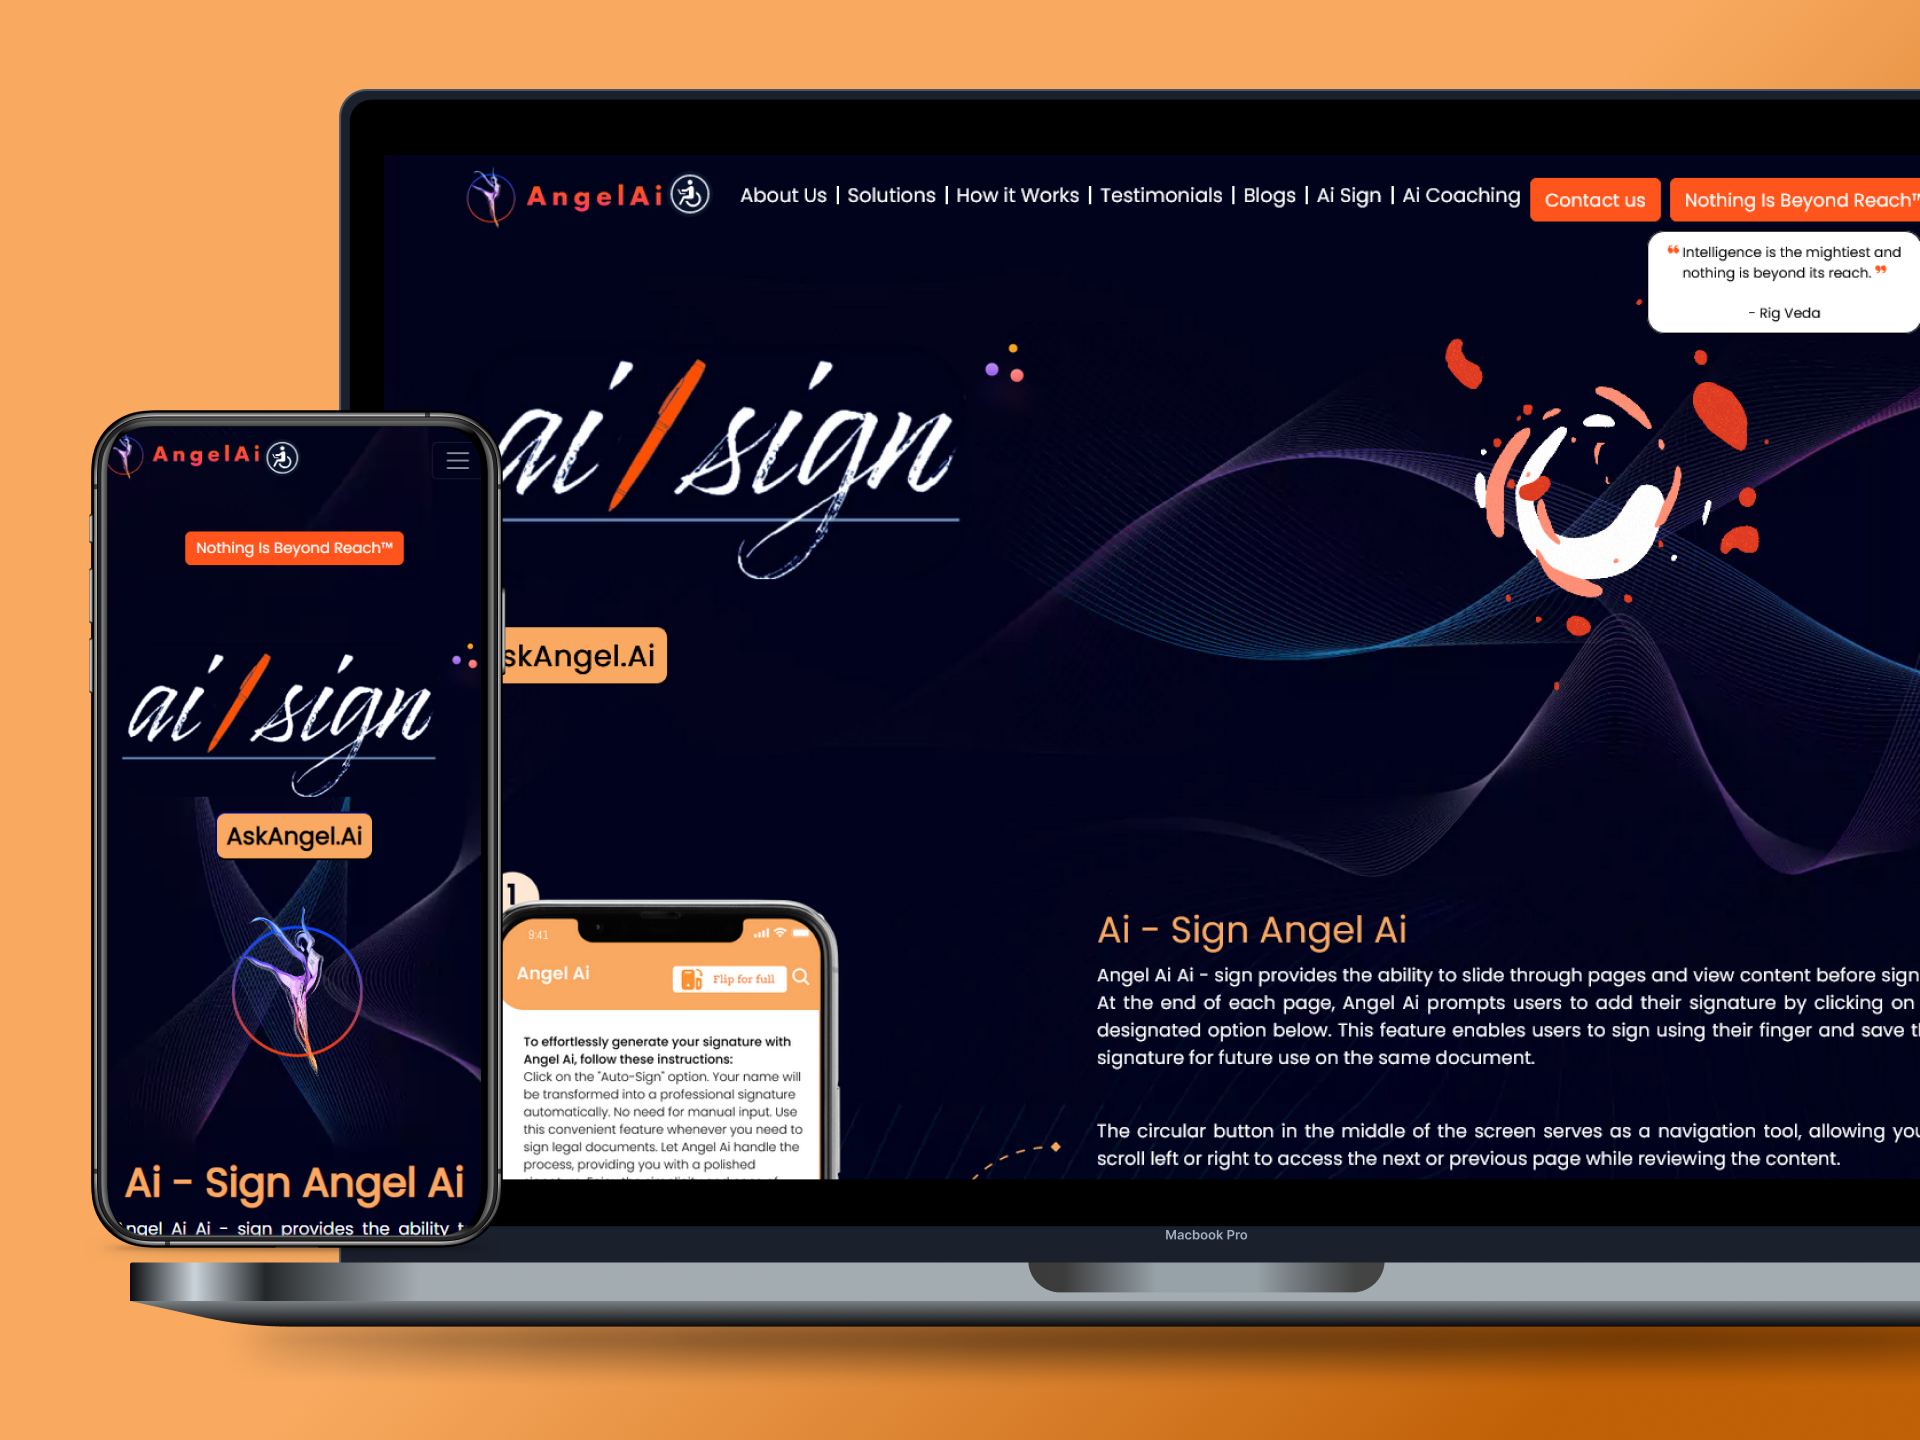 AngelAi
About Us | Solutions | How it Works | Testimonials | Blogs | Ai Sign | Ai Coaching
Contact us
Nothing Is Beyond Reach™
❝ Intelligence is the mightiest and
nothing is beyond its reach. ❞
- Rig Veda
ai/sign
skAngel.Ai
1
9:41
Angel Ai
Flip for full
To effortlessly generate your signature with
Angel Ai, follow these instructions:
Click on the "Auto-Sign" option. Your name will
be transformed into a professional signature
automatically. No need for manual input. Use
this convenient feature whenever you need to
sign legal documents. Let Angel Ai handle the
process, providing you with a polished
Ai - Sign Angel Ai
Angel Ai Ai - sign provides the ability to slide through pages and view content before sign
At the end of each page, Angel Ai prompts users to add their signature by clicking on
designated option below. This feature enables users to sign using their finger and save
signature for future use on the same document.
The circular button in the middle of the screen serves as a navigation tool, allowing you
scroll left or right to access the next or previous page while reviewing the content.
Macbook Pro
AngelAi
Nothing Is Beyond Reach™
ai/sign
AskAngel.Ai
Ai - Sign Angel Ai
Angel Ai Ai - sign provides the ability